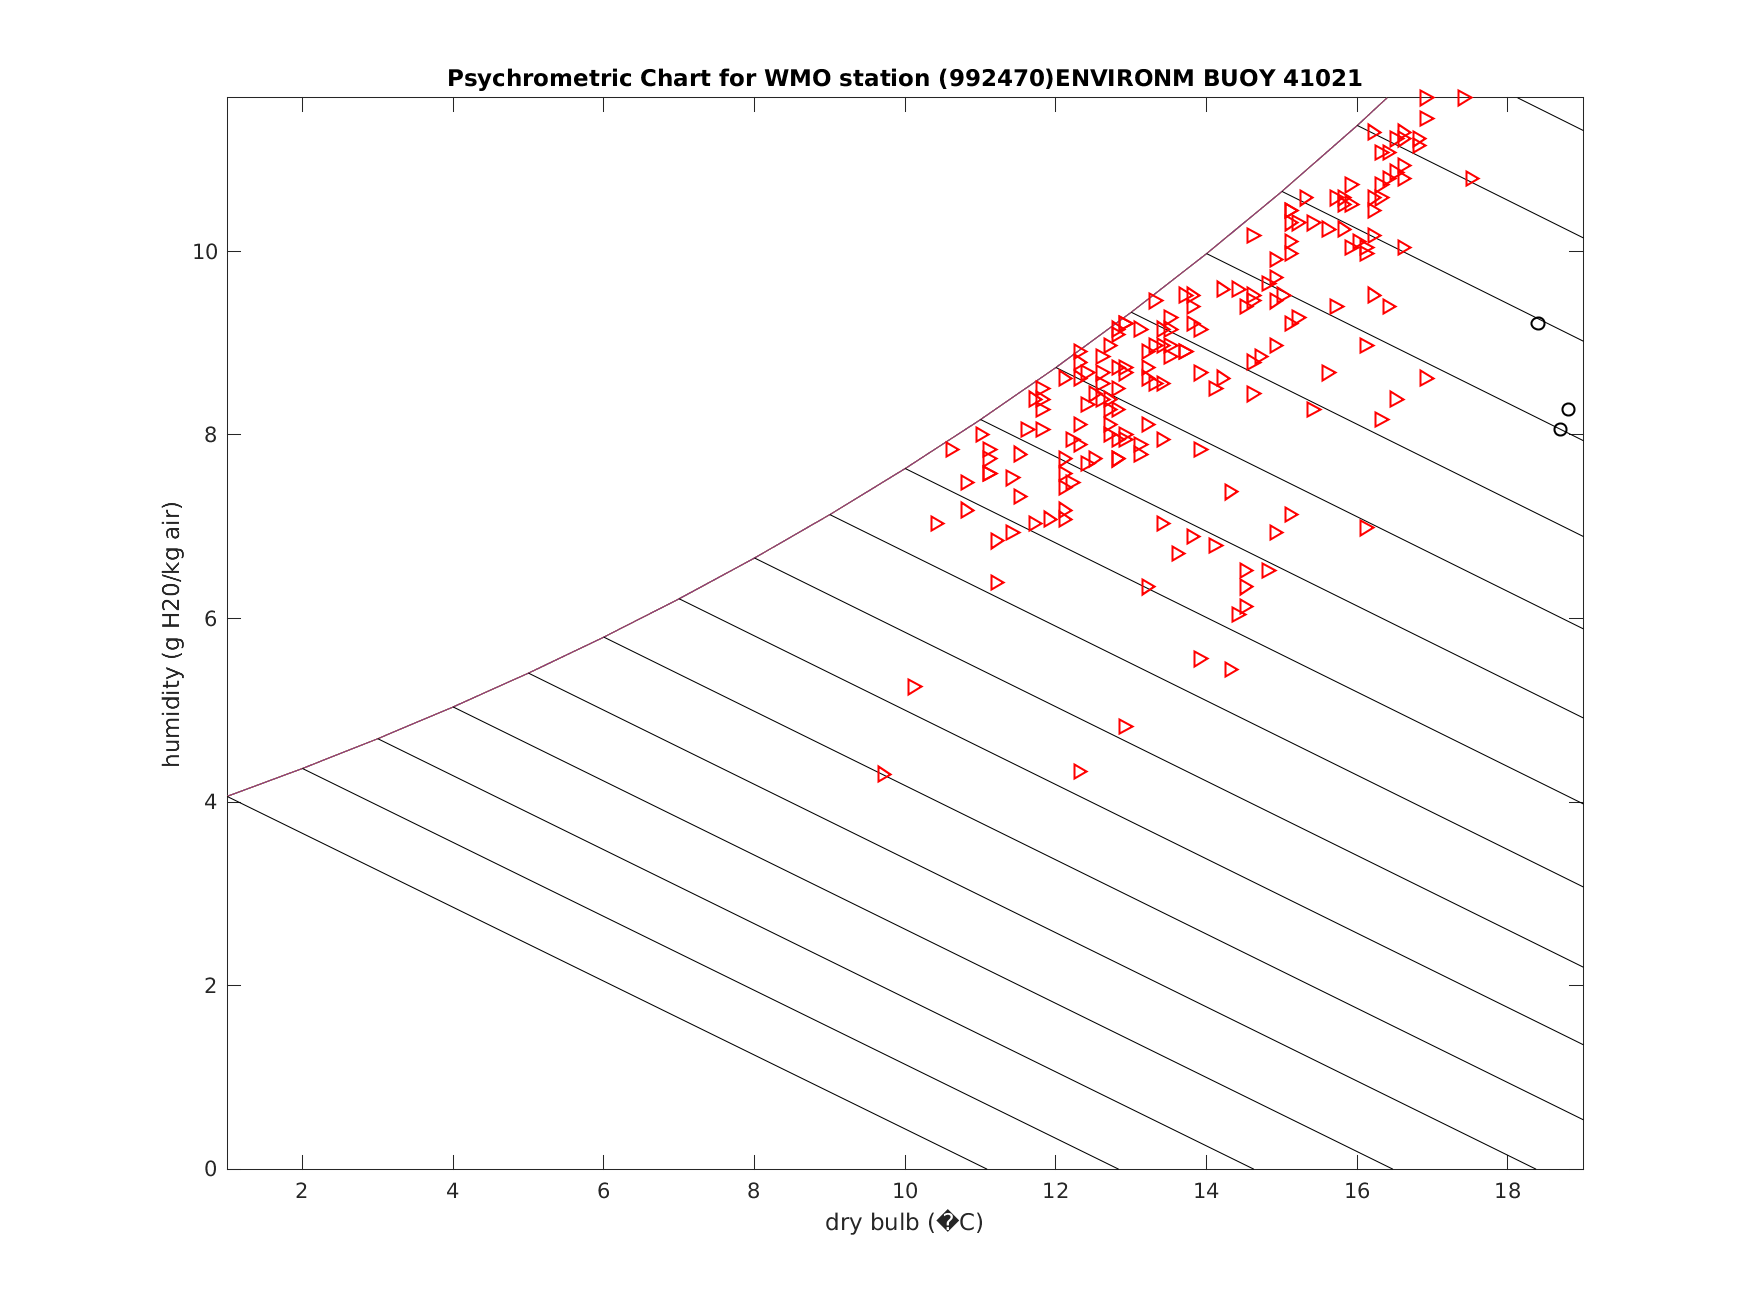 Psychrometric Chart for WMO station (992470)ENVIRONM BUOY 41021
10
8
6
4
2
0
humidity (g H20/kg air)
2 4 6 8 10 12 14 16 18
dry bulb (�C)